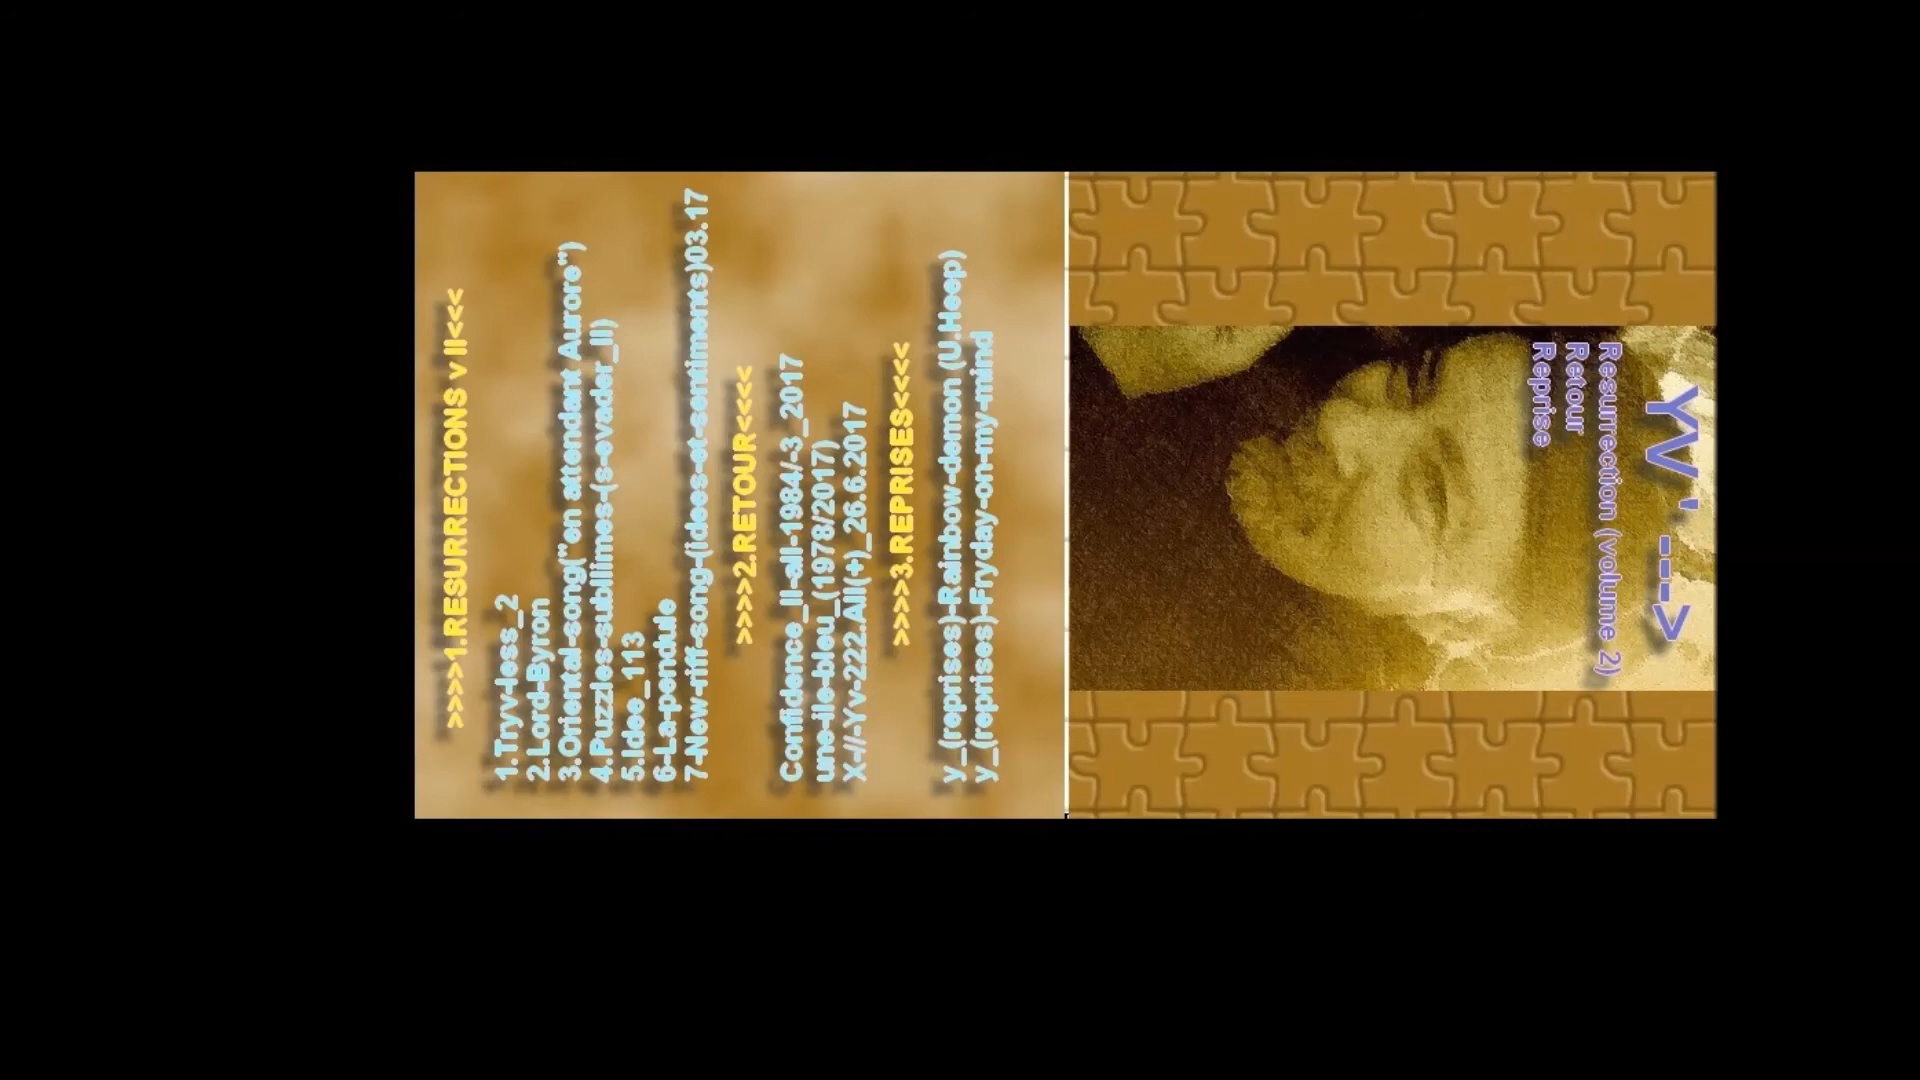 >>>>1.RESURRECTIONS v II<<<
1.Tryv-less_2
2.Lord-Byron
3.Oriental-song("en attendant Aurore")
4.Puzzles-subllimes-(s-evader_II)
5.Idee_113
6-La-pendule
7-New-riff-song-(idees-et-sentiments)03.17
>>>>2.RETOUR<<<<
Confidence_II-all-1984/-3_2017
une-ile-bleu_(1978/2017)
X-//-Yv-222.All(+)_26.6.2017
>>>>3.REPRISES<<<<
y_(reprises)-Rainbow-demon (U.Heep)
y_(reprises)-Fryday-on-my-mind
YV' --->
Resurrection (volume 2)
Retour
Reprise